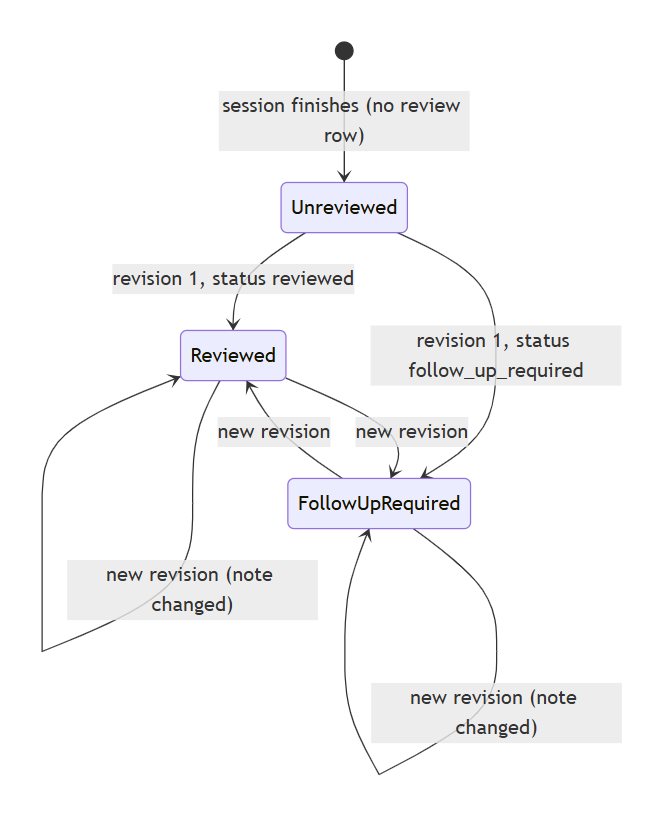 session finishes (no review
row)
Unreviewed
revision 1, status reviewed
revision 1, status
follow_up_required
Reviewed
new revision
new revision
FollowUpRequired
new revision (note
changed)
new revision (note
changed)